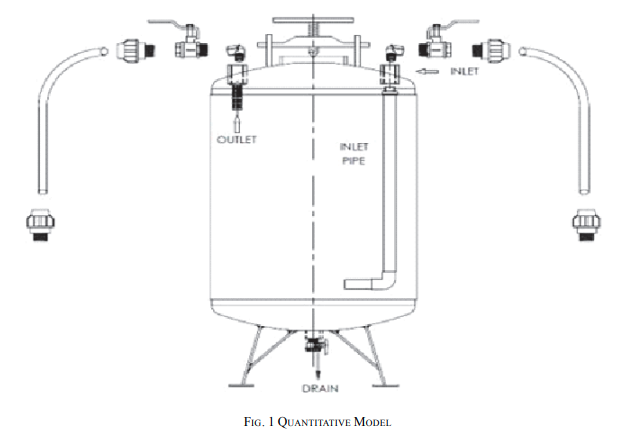 INLET
OUTLET
INLET
PIPE
DRAIN
FIG. 1 QUANTITATIVE MODEL